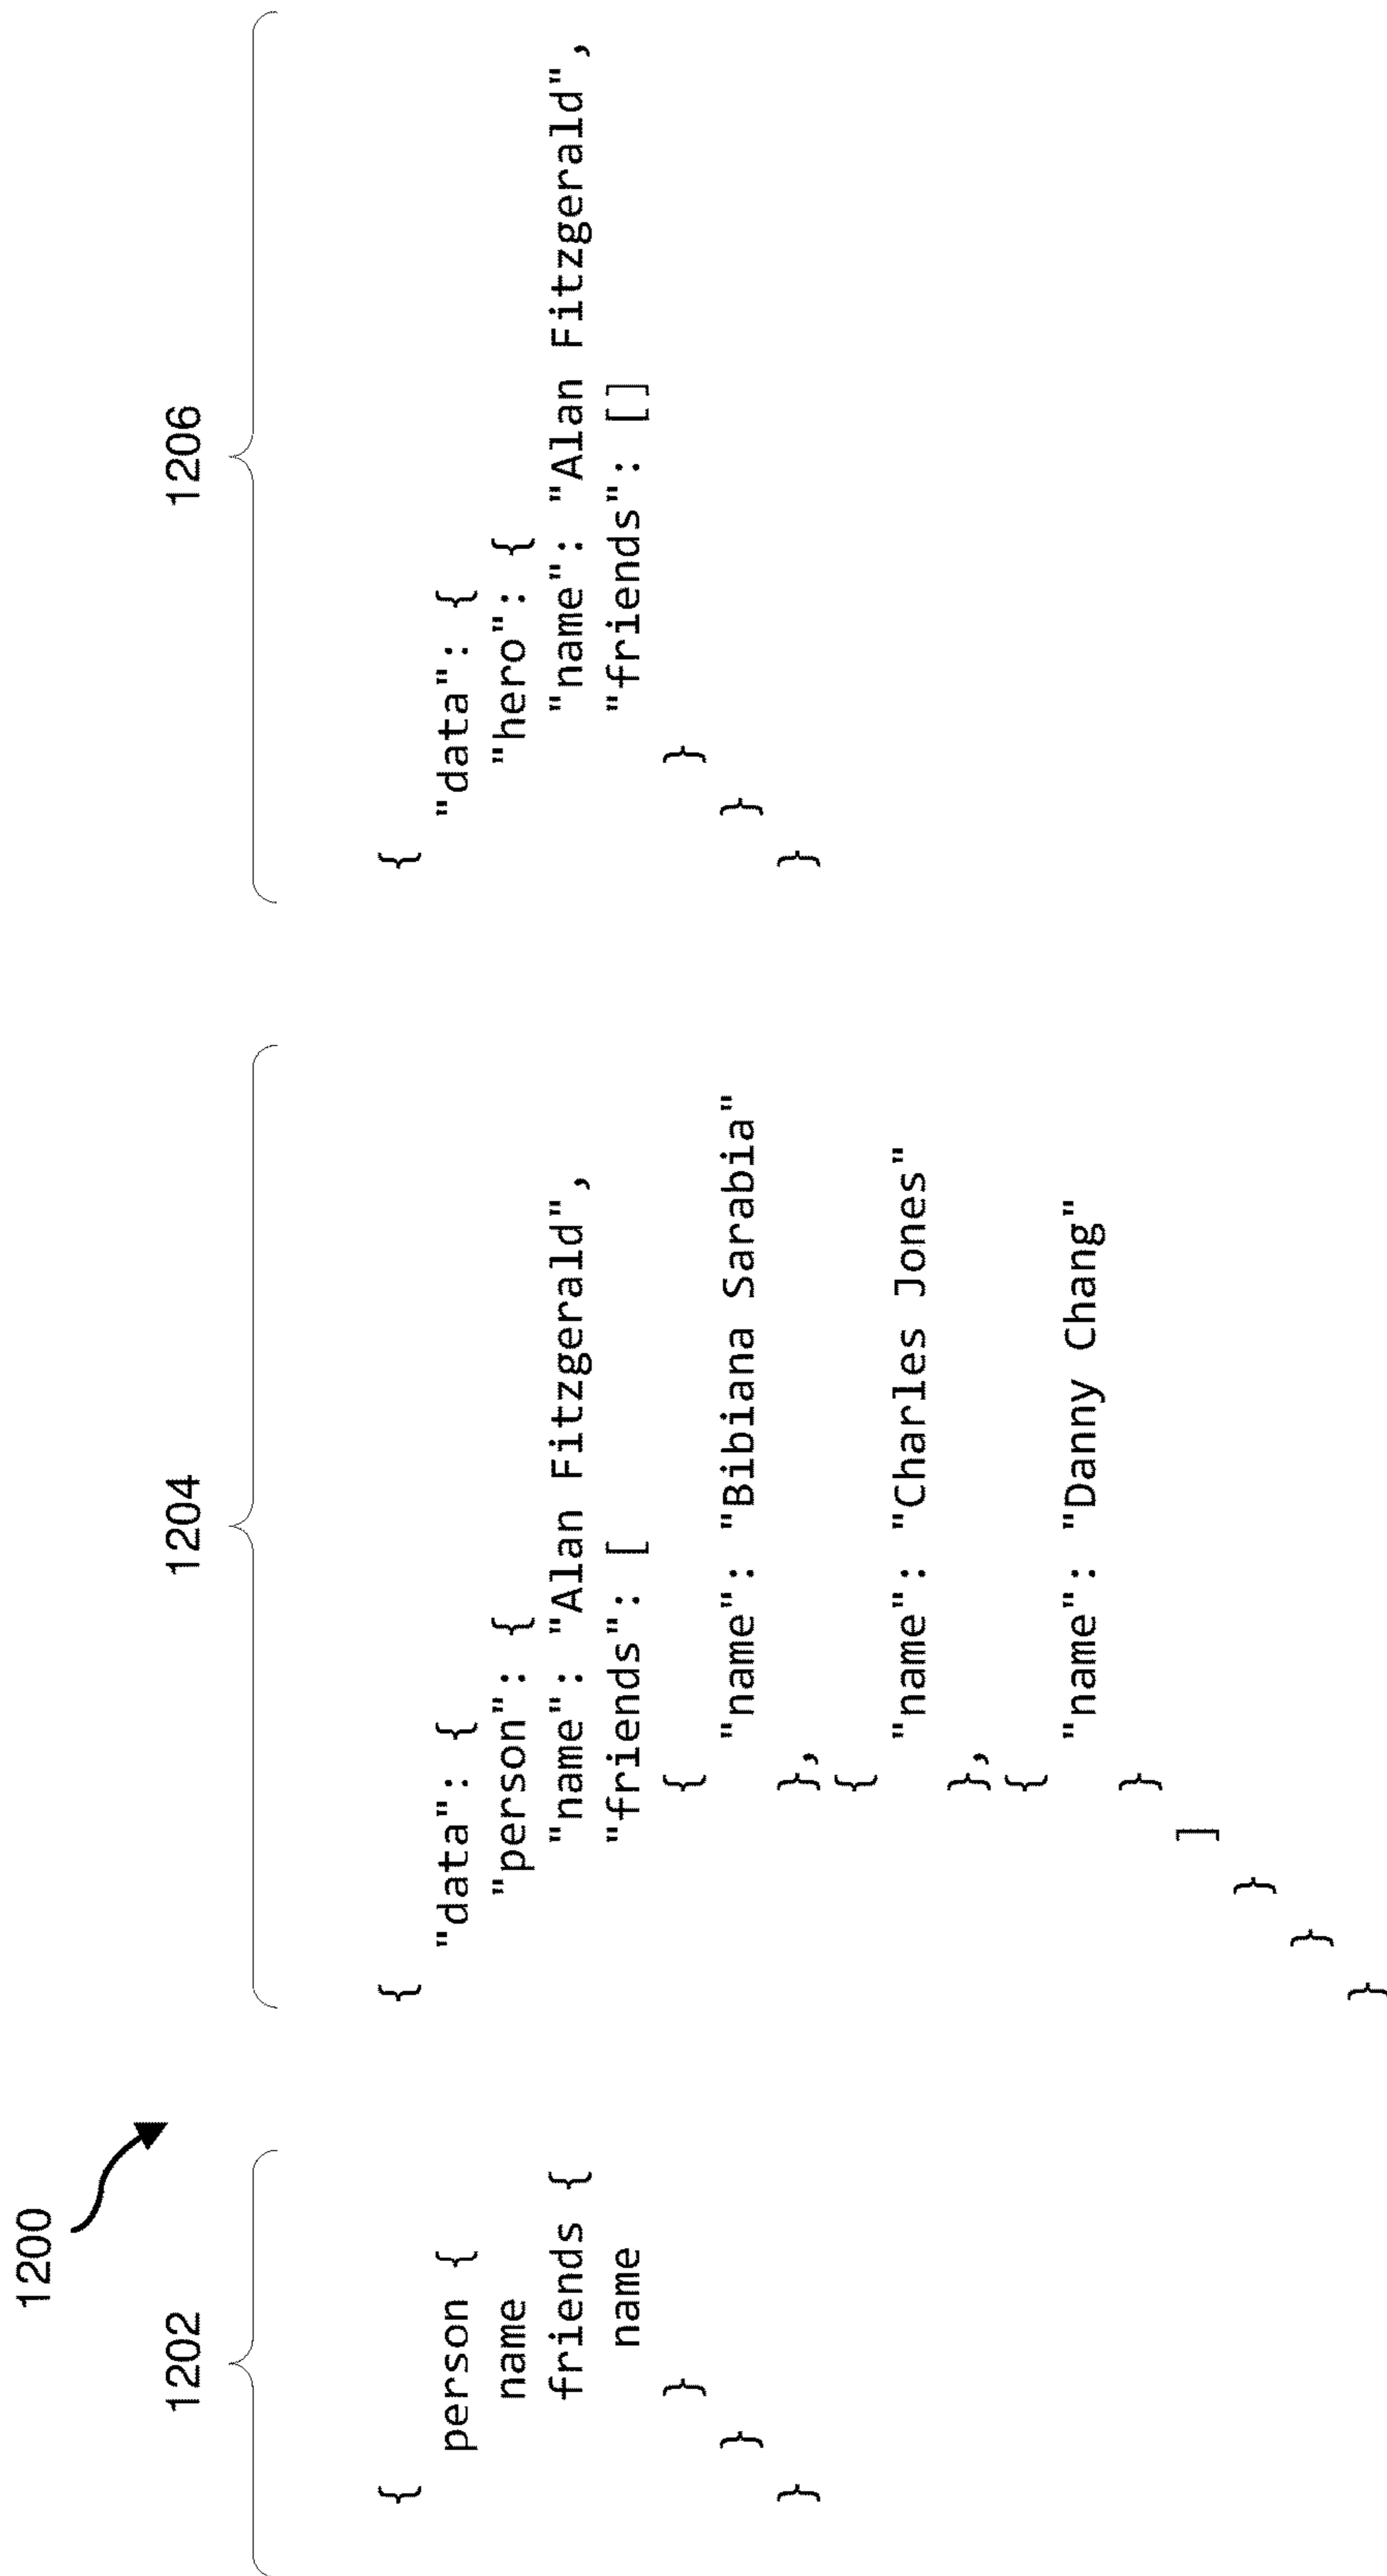 1200
1202
{
  person {
    name
    friends {
      name
    }
  }
}
1204
{
  "data": {
    "person": {
      "name": "Alan Fitzgerald",
      "friends": [
        {
          "name": "Bibiana Sarabia"
        },
        {
          "name": "Charles Jones"
        },
        {
          "name": "Danny Chang"
        }
      ]
    }
  }
}
1206
{
  "data": {
    "hero": {
      "name": "Alan Fitzgerald",
      "friends": []
    }
  }
}